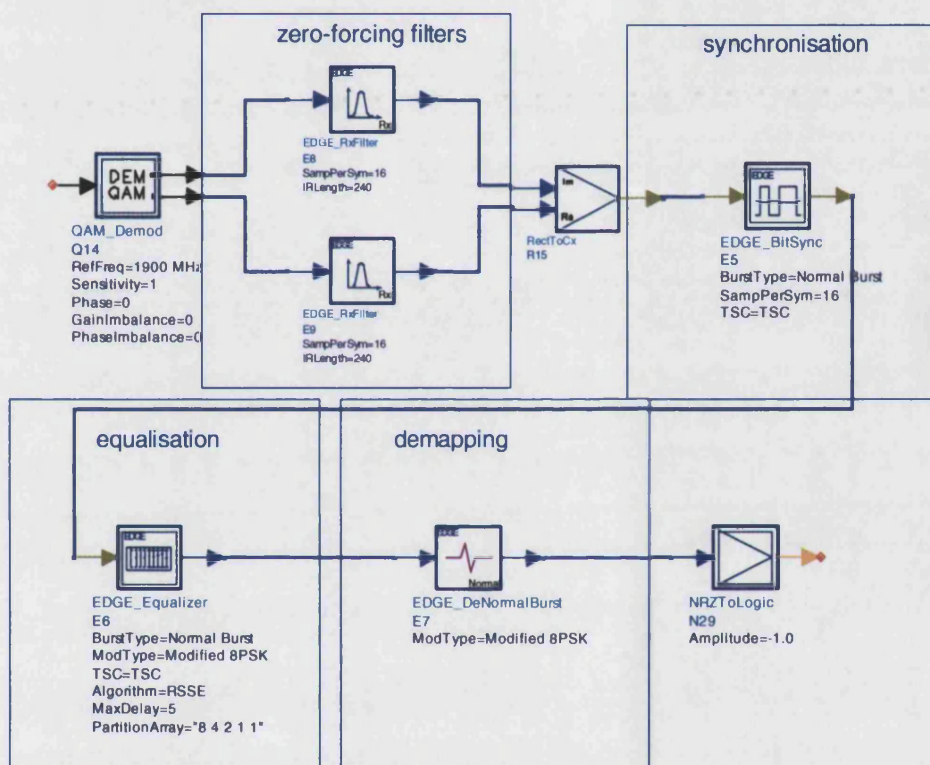 zero-forcing filters
synchronisation
EDGE
Rx
EDGE_RxFilter
E8
SampPerSym=16
IRLength=240
DEM
QAM
QAM_Demod
Q14
RefFreq=1900 MHz
Sensitivity=1
Phase=0
GainImbalance=0
PhaseImbalance=0
EDGE
Rx
EDGE_RxFilter
E9
SampPerSym=16
IRLength=240
Im
Re
RectToCx
R15
EDGE
EDGE_BitSync
E5
BurstType=Normal Burst
SampPerSym=16
TSC=TSC
equalisation
demapping
EDGE
EDGE_Equalizer
E6
BurstType=Normal Burst
ModType=Modified 8PSK
TSC=TSC
Algorithm=RSSE
MaxDelay=5
PartitionArray="8 4 2 1 1"
EDGE
Normal
EDGE_DeNormalBurst
E7
ModType=Modified 8PSK
NRZToLogic
N29
Amplitude=-1.0